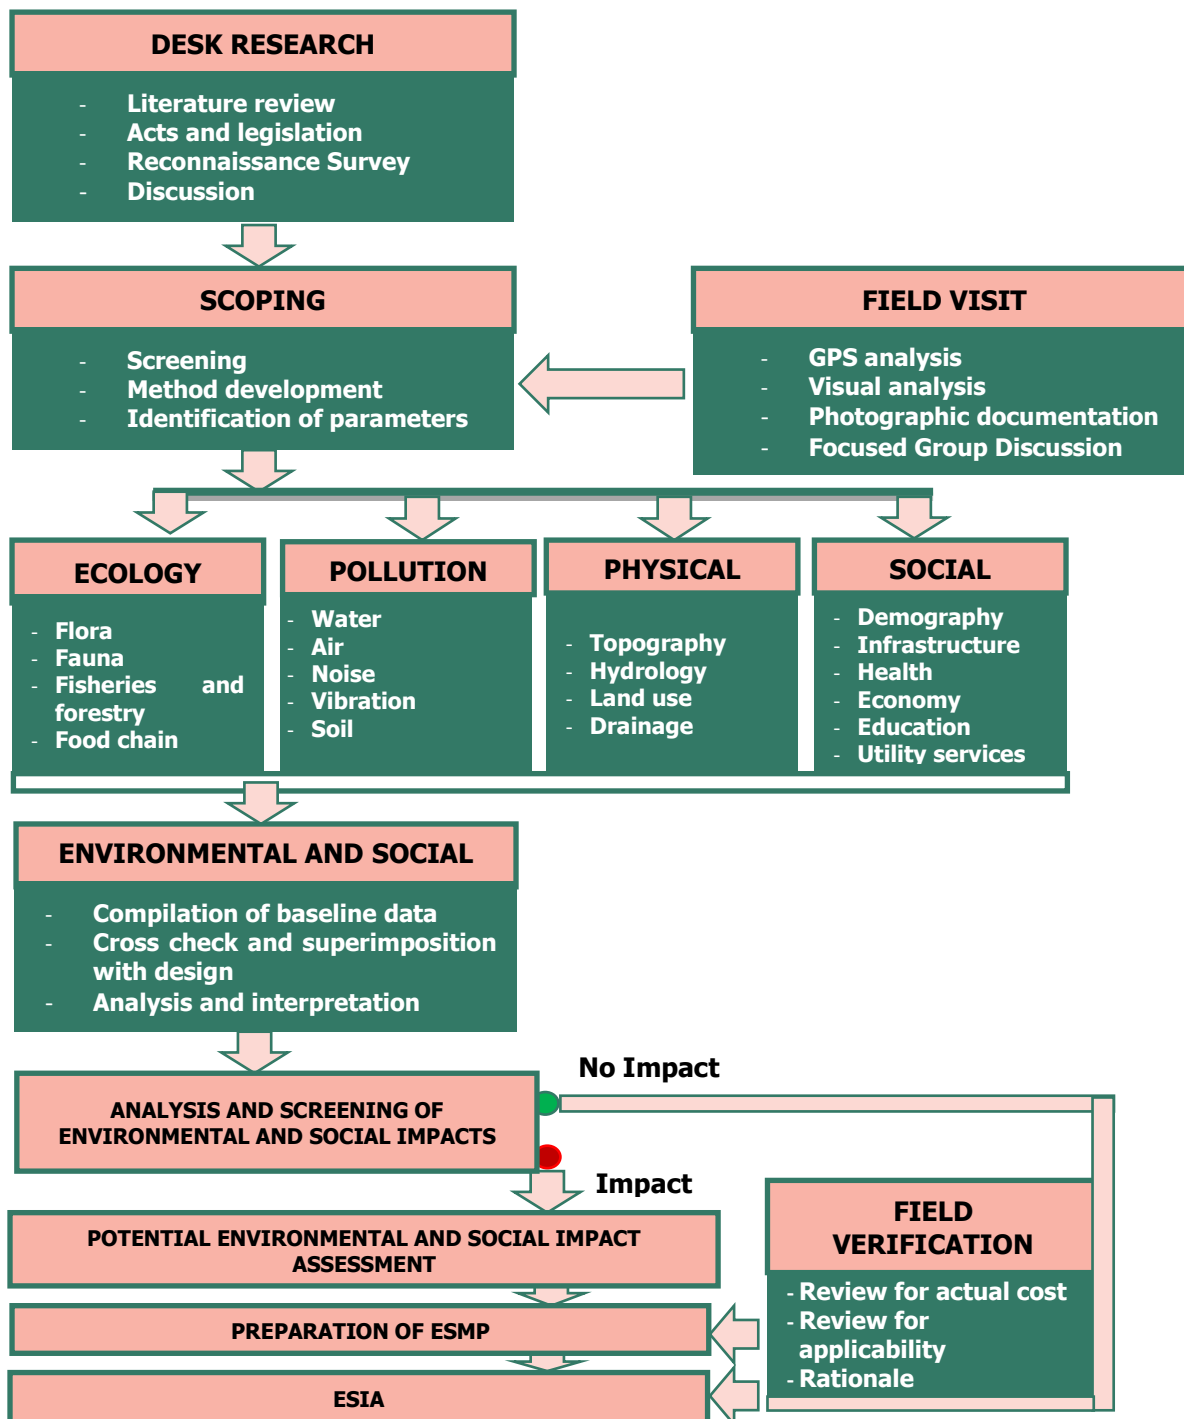 DESK RESEARCH
- Literature review
- Acts and legislation
- Reconnaissance Survey
- Discussion
SCOPING
- Screening
- Method development
- Identification of parameters
FIELD VISIT
- GPS analysis
- Visual analysis
- Photographic documentation
- Focused Group Discussion
ECOLOGY
- Flora
- Fauna
- Fisheries and
forestry
- Food chain
POLLUTION
- Water
- Air
- Noise
- Vibration
- Soil
PHYSICAL
- Topography
- Hydrology
- Land use
- Drainage
SOCIAL
- Demography
- Infrastructure
- Health
- Economy
- Education
- Utility services
ENVIRONMENTAL AND SOCIAL
- Compilation of baseline data
- Cross check and superimposition
with design
- Analysis and interpretation
No Impact
ANALYSIS AND SCREENING OF
ENVIRONMENTAL AND SOCIAL IMPACTS
Impact
POTENTIAL ENVIRONMENTAL AND SOCIAL IMPACT
ASSESSMENT
PREPARATION OF ESMP
ESIA
FIELD
VERIFICATION
- Review for actual cost
- Review for
applicability
- Rationale